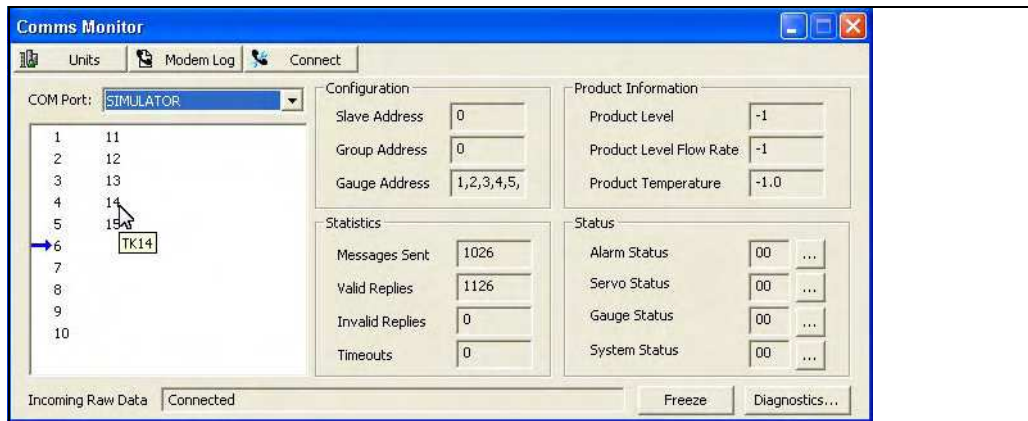 Comms Monitor
Units Modem Log Connect
COM Port: SIMULATOR
1 11
2 12
3 13
4 14
5 15
TK14
6
7
8
9
10
Configuration
Slave Address 0
Group Address 0
Gauge Address 1,2,3,4,5,
Statistics
Messages Sent 1026
Valid Replies 1126
Invalid Replies 0
Timeouts 0
Product Information
Product Level -1
Product Level Flow Rate -1
Product Temperature -1.0
Status
Alarm Status 00 ...
Servo Status 00 ...
Gauge Status 00 ...
System Status 00 ...
Incoming Raw Data Connected Freeze Diagnostics...